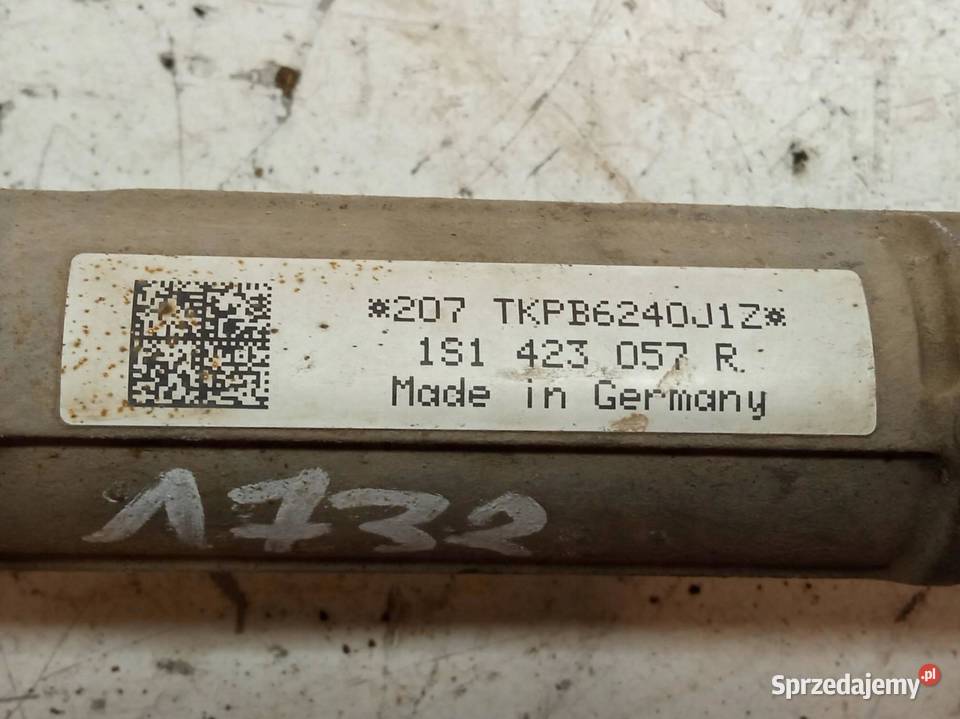 *207 TKPB6240J1Z*
1S1 423 057 R
Made in Germany
1732
Sprzedajemy.pl